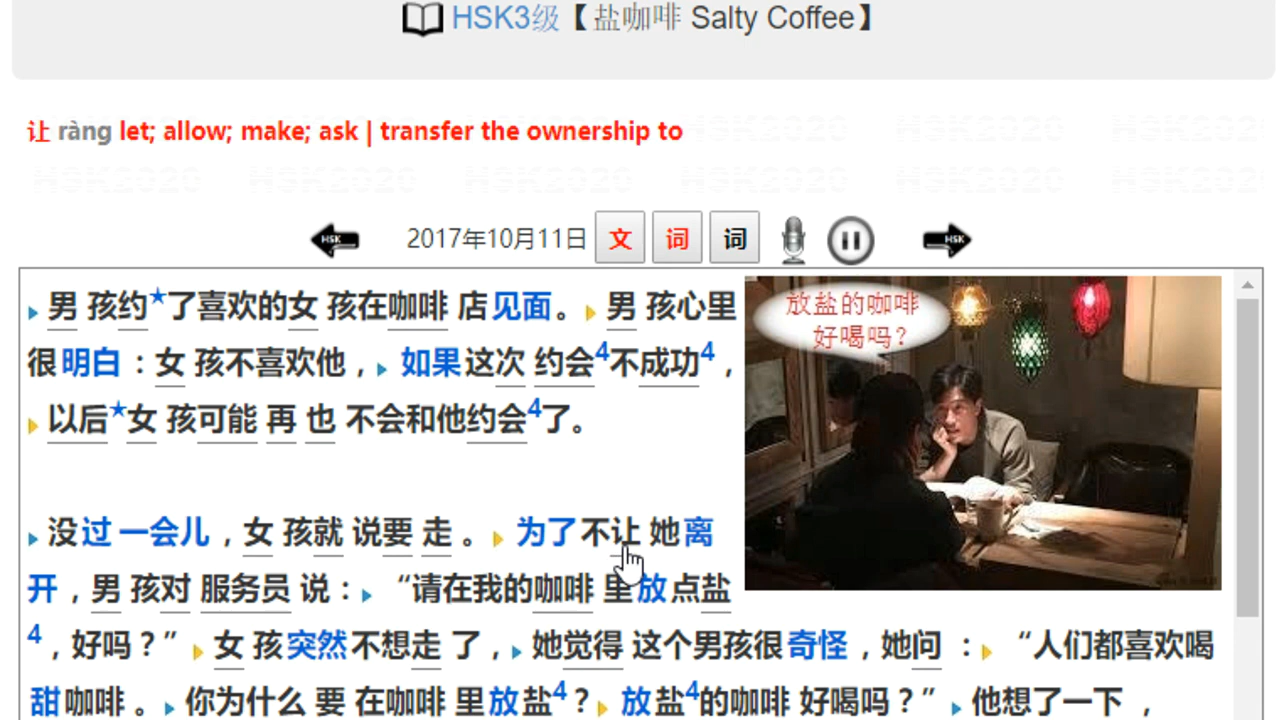 HSK3级【盐咖啡 Salty Coffee】
让 ràng let; allow; make; ask | transfer the ownership to
HSK2020 HSK2020 HSK2020 HSK2020 HSK2020 HSK2020
HSK 2017年10月11日 文 词 词 HSK
男孩约★了喜欢的女孩在咖啡店见面。男孩心里
很明白：女孩不喜欢他，如果这次约会4不成功4，
以后★女孩可能再也不会和他约会4了。
放盐的咖啡
好喝吗？
没过一会儿，女孩就说要走。为了不让她离
开，男孩对服务员说：“请在我的咖啡里放点盐
4，好吗？”女孩突然不想走了，她觉得这个男孩很奇怪，她问：“人们都喜欢喝
甜咖啡。你为什么要在咖啡里放盐4？放盐4的咖啡好喝吗？”他想了一下，